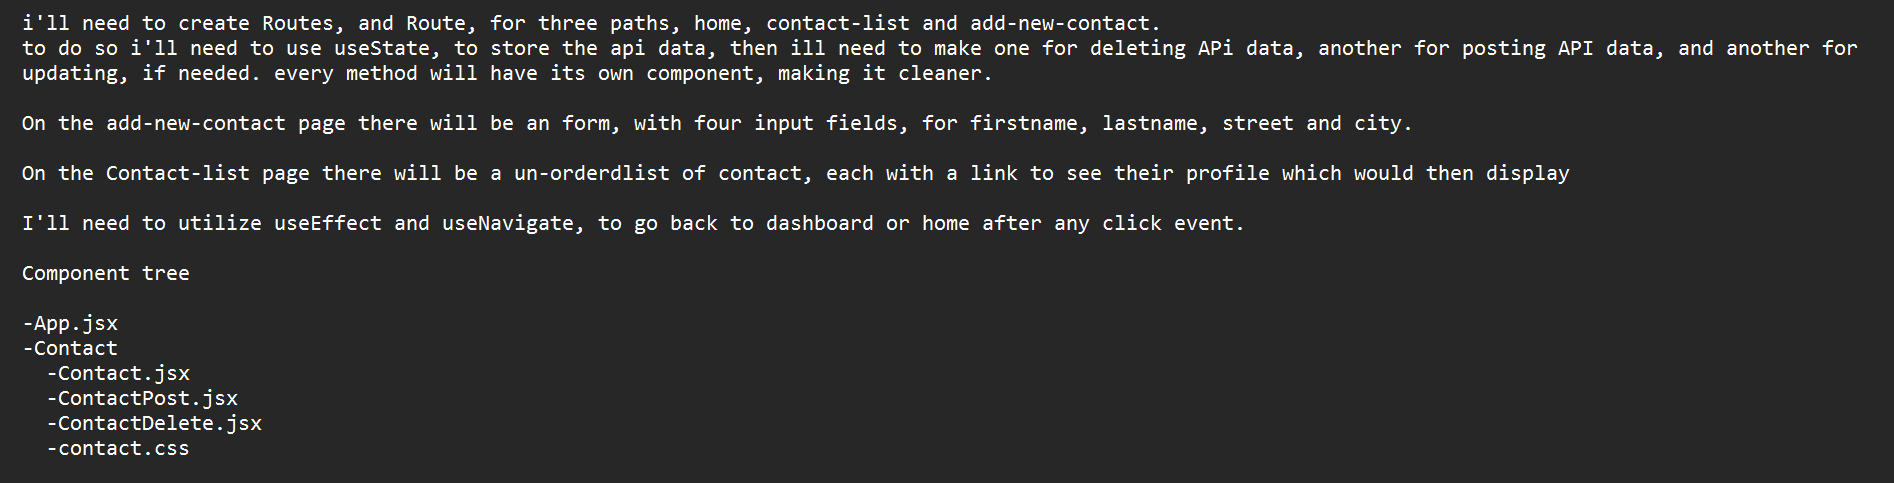 i'll need to create Routes, and Route, for three paths, home, contact-list and add-new-contact.
to do so i'll need to use useState, to store the api data, then ill need to make one for deleting APi data, another for posting API data, and another for
updating, if needed. every method will have its own component, making it cleaner.
On the add-new-contact page there will be an form, with four input fields, for firstname, lastname, street and city.
On the Contact-list page there will be a un-orderdlist of contact, each with a link to see their profile which would then display
I'll need to utilize useEffect and useNavigate, to go back to dashboard or home after any click event.
Component tree
-App.jsx
-Contact
  -Contact.jsx
  -ContactPost.jsx
  -ContactDelete.jsx
  -contact.css